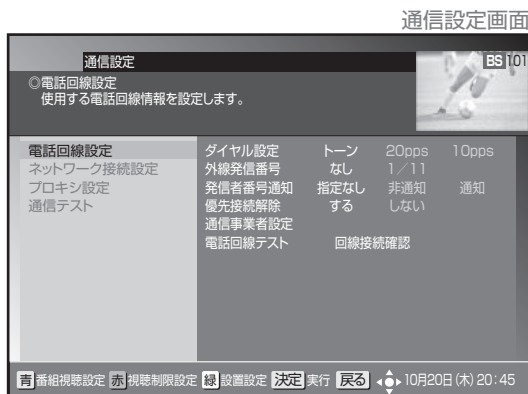 通信設定画面
通信設定
BS 101
◎電話回線設定
使用する電話回線情報を設定します。
電話回線設定
ネットワーク接続設定
プロキシ設定
通信テスト
ダイヤル設定 トーン 20pps 10pps
外線発信番号 なし 1/11
発信者番号通知 指定なし 非通知 通知
優先接続解除 する しない
通信事業者設定
電話回線テスト 回線接続確認
青 番組視聴設定 赤 視聴制限設定 緑 設置設定 決定 実行 戻る 10月20日(木)20:45